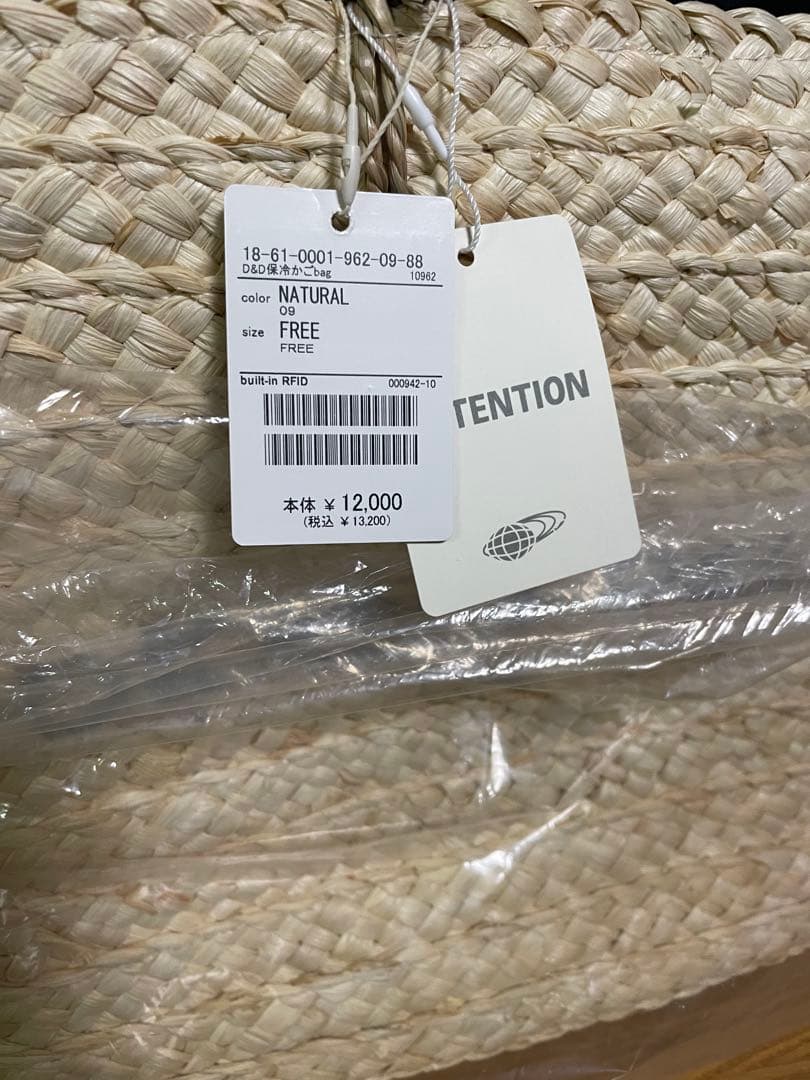 18-61-0001-962-09-88
D&D保冷かごbag
10962
color NATURAL
09
size FREE
FREE
built-in RFID 000942-10
本体 ¥ 12,000
(税込 ¥ 13,200)
TENTION